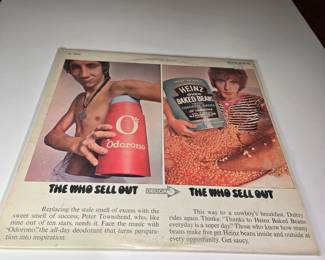 STEREO
HEINZ
OVEN
BAKED BEANS
O's
Odorono
THE WHO SELL OUT
DECCA
THE WHO SELL OUT
Replacing the stale smell of excess with the
sweet smell of success, Peter Townshend, who, like
nine out of ten stars, needs it. Face the music with
"Odorono," the all-day deodorant that turns perspira-
tion into inspiration.
This way to a cowboy's breakfast. Daltry
rides again. Thinks: "Thanks to Heinz Baked Beans
everyday is a super day". Those who know how many
beans make five get Heinz beans inside and outside at
every opportunity. Get saucy.